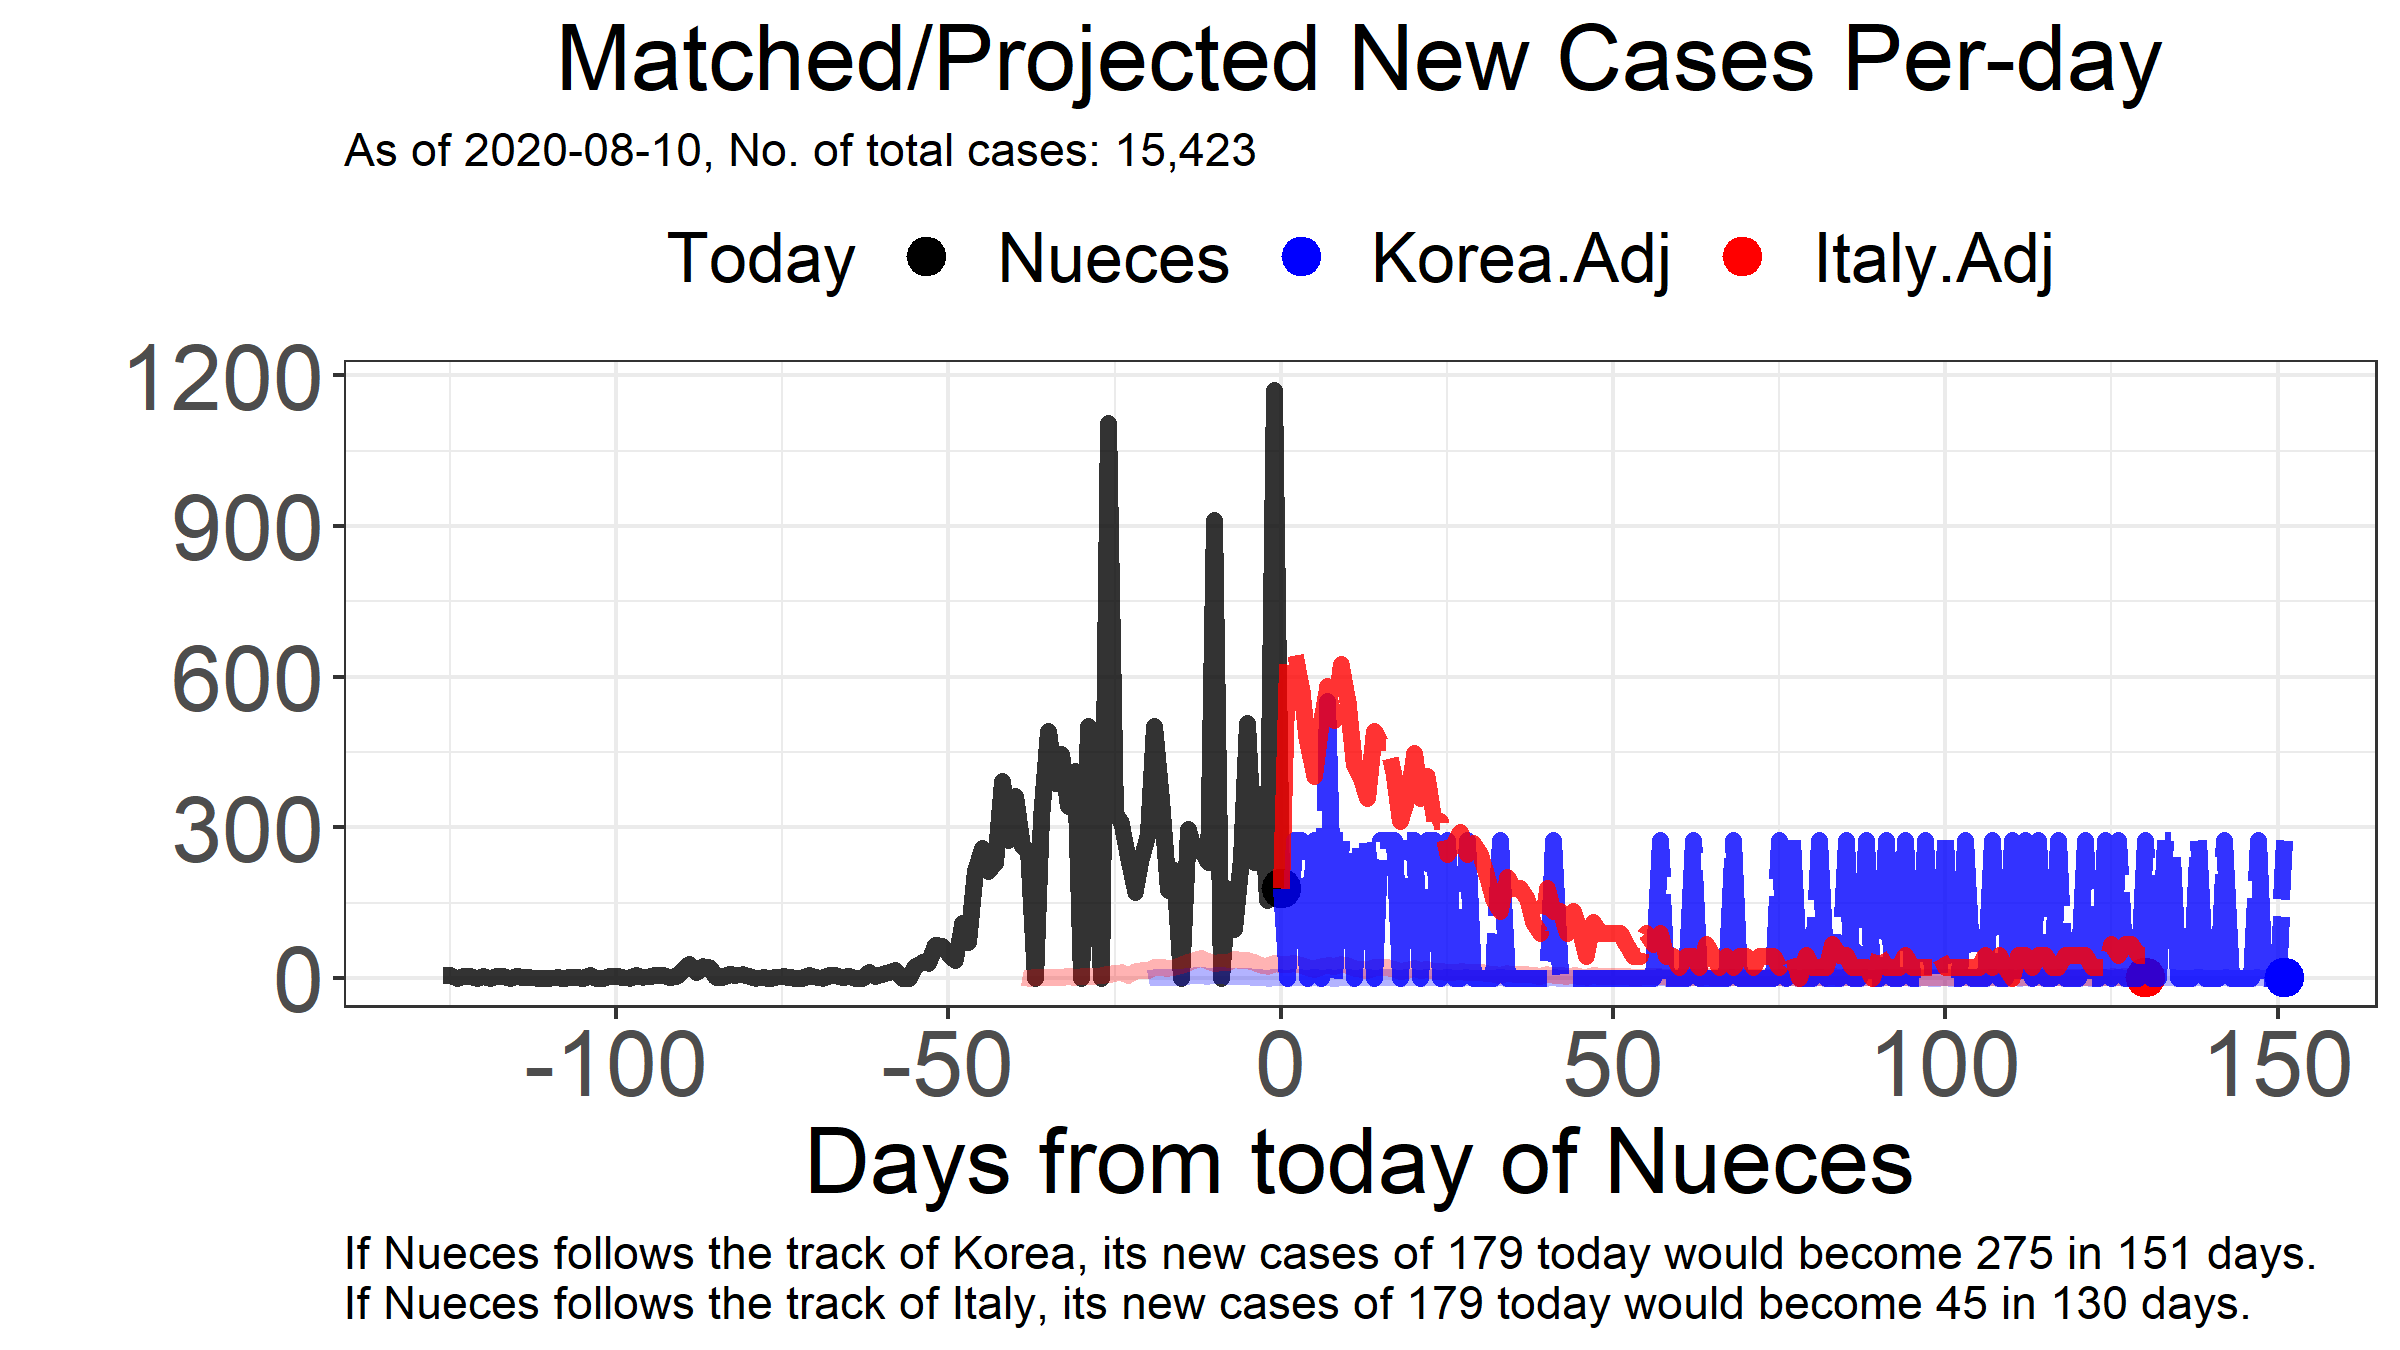 Matched/Projected New Cases Per-day
As of 2020-08-10, No. of total cases: 15,423
Today Nueces Korea.Adj Italy.Adj
1200
900
600
300
0
-100 -50 0 50 100 150
Days from today of Nueces
If Nueces follows the track of Korea, its new cases of 179 today would become 275 in 151 days.
If Nueces follows the track of Italy, its new cases of 179 today would become 45 in 130 days.